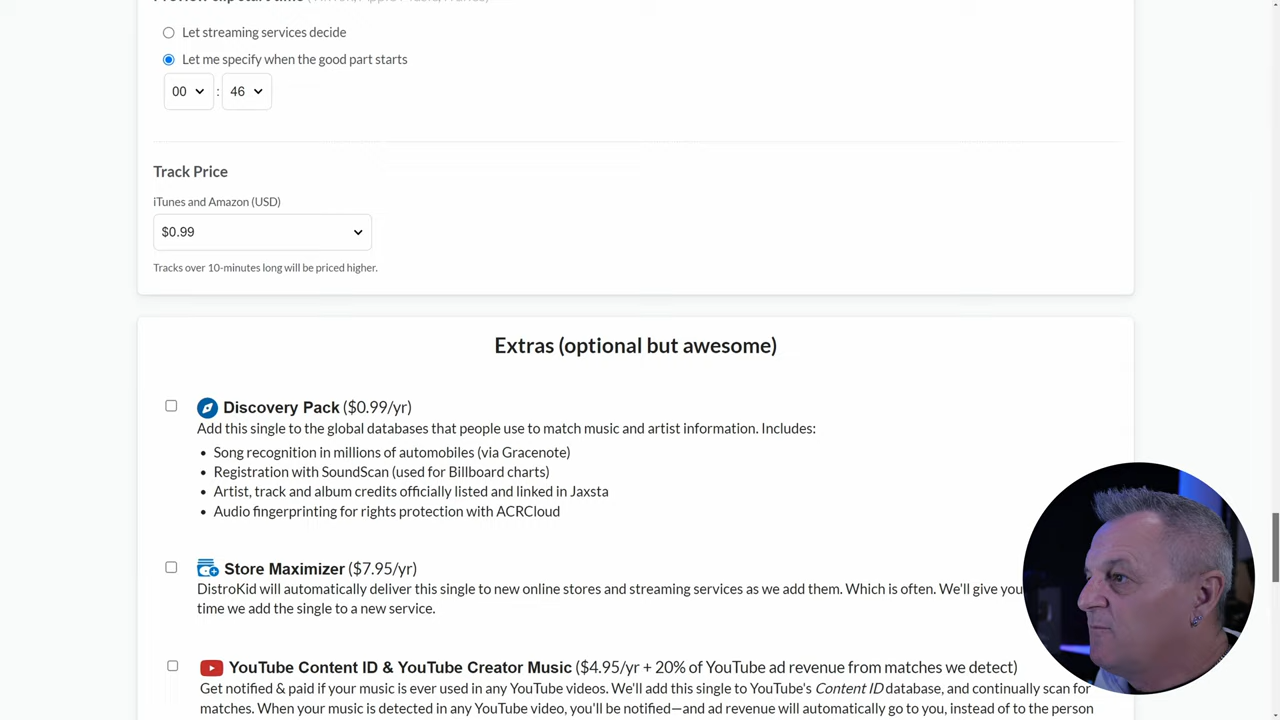 Let streaming services decide
Let me specify when the good part starts
00 : 46
Track Price
iTunes and Amazon (USD)
$0.99
Tracks over 10-minutes long will be priced higher.
Extras (optional but awesome)
Discovery Pack ($0.99/yr)
Add this single to the global databases that people use to match music and artist information. Includes:
• Song recognition in millions of automobiles (via Gracenote)
• Registration with SoundScan (used for Billboard charts)
• Artist, track and album credits officially listed and linked in Jaxsta
• Audio fingerprinting for rights protection with ACRCloud
Store Maximizer ($7.95/yr)
DistroKid will automatically deliver this single to new online stores and streaming services as we add them. Which is often. We'll give you
time we add the single to a new service.
YouTube Content ID & YouTube Creator Music ($4.95/yr + 20% of YouTube ad revenue from matches we detect)
Get notified & paid if your music is ever used in any YouTube videos. We'll add this single to YouTube's Content ID database, and continually scan for
matches. When your music is detected in any YouTube video, you'll be notified—and ad revenue will automatically go to you, instead of to the person